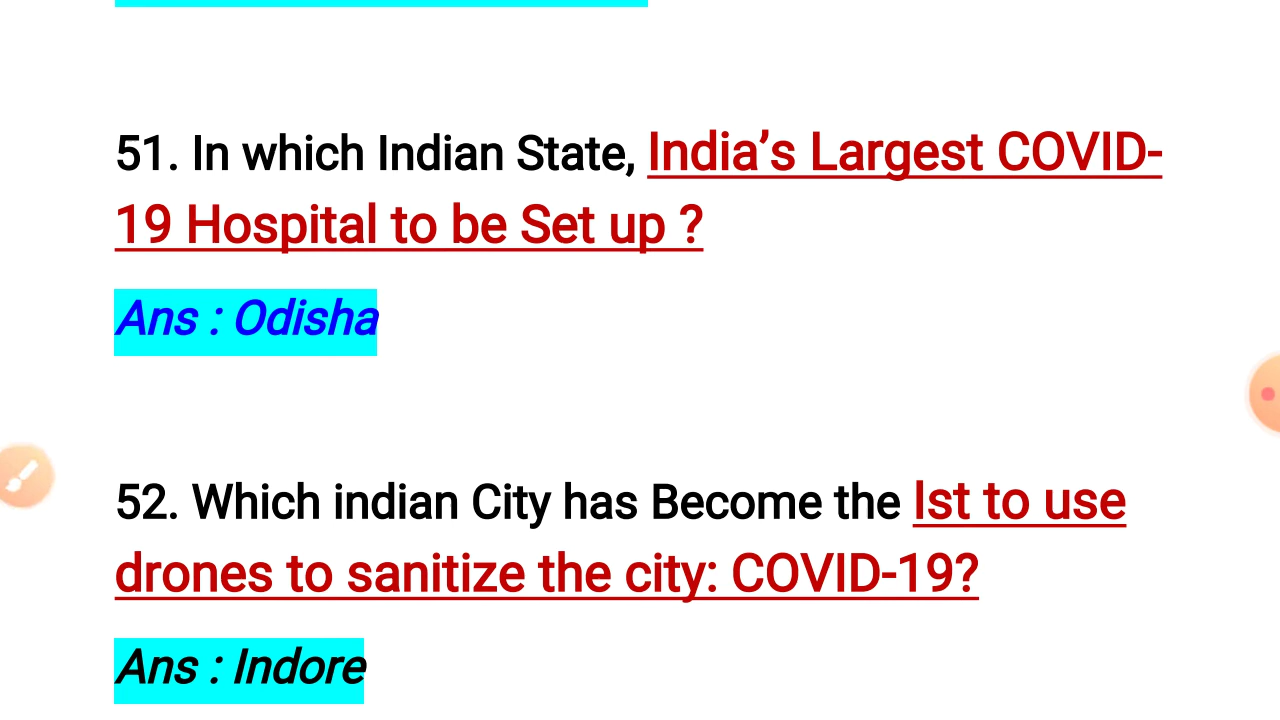 51. In which Indian State, India’s Largest COVID-
19 Hospital to be Set up ?
Ans : Odisha
52. Which indian City has Become the Ist to use
drones to sanitize the city: COVID-19?
Ans : Indore